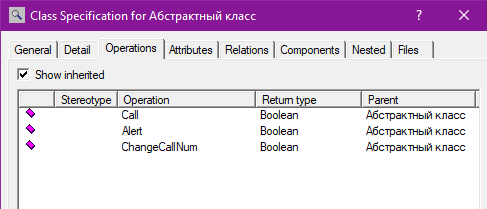 Class Specification for Абстрактный класс ? ×
General Detail Operations Attributes Relations Components Nested Files
Show inherited
Stereotype Operation Return type Parent
Call Boolean Абстрактный класс
Alert Boolean Абстрактный класс
ChangeCallNum Boolean Абстрактный класс